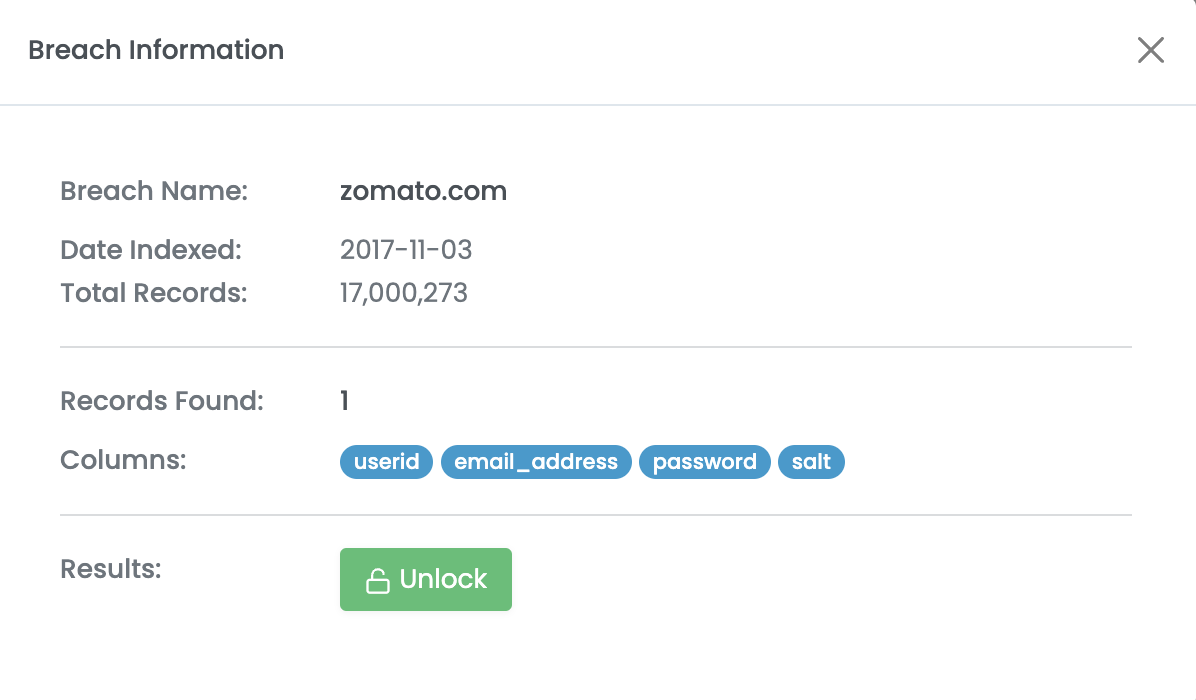 Breach Information
Breach Name: zomato.com
Date Indexed: 2017-11-03
Total Records: 17,000,273
Records Found: 1
Columns: userid email_address password salt
Results: Unlock